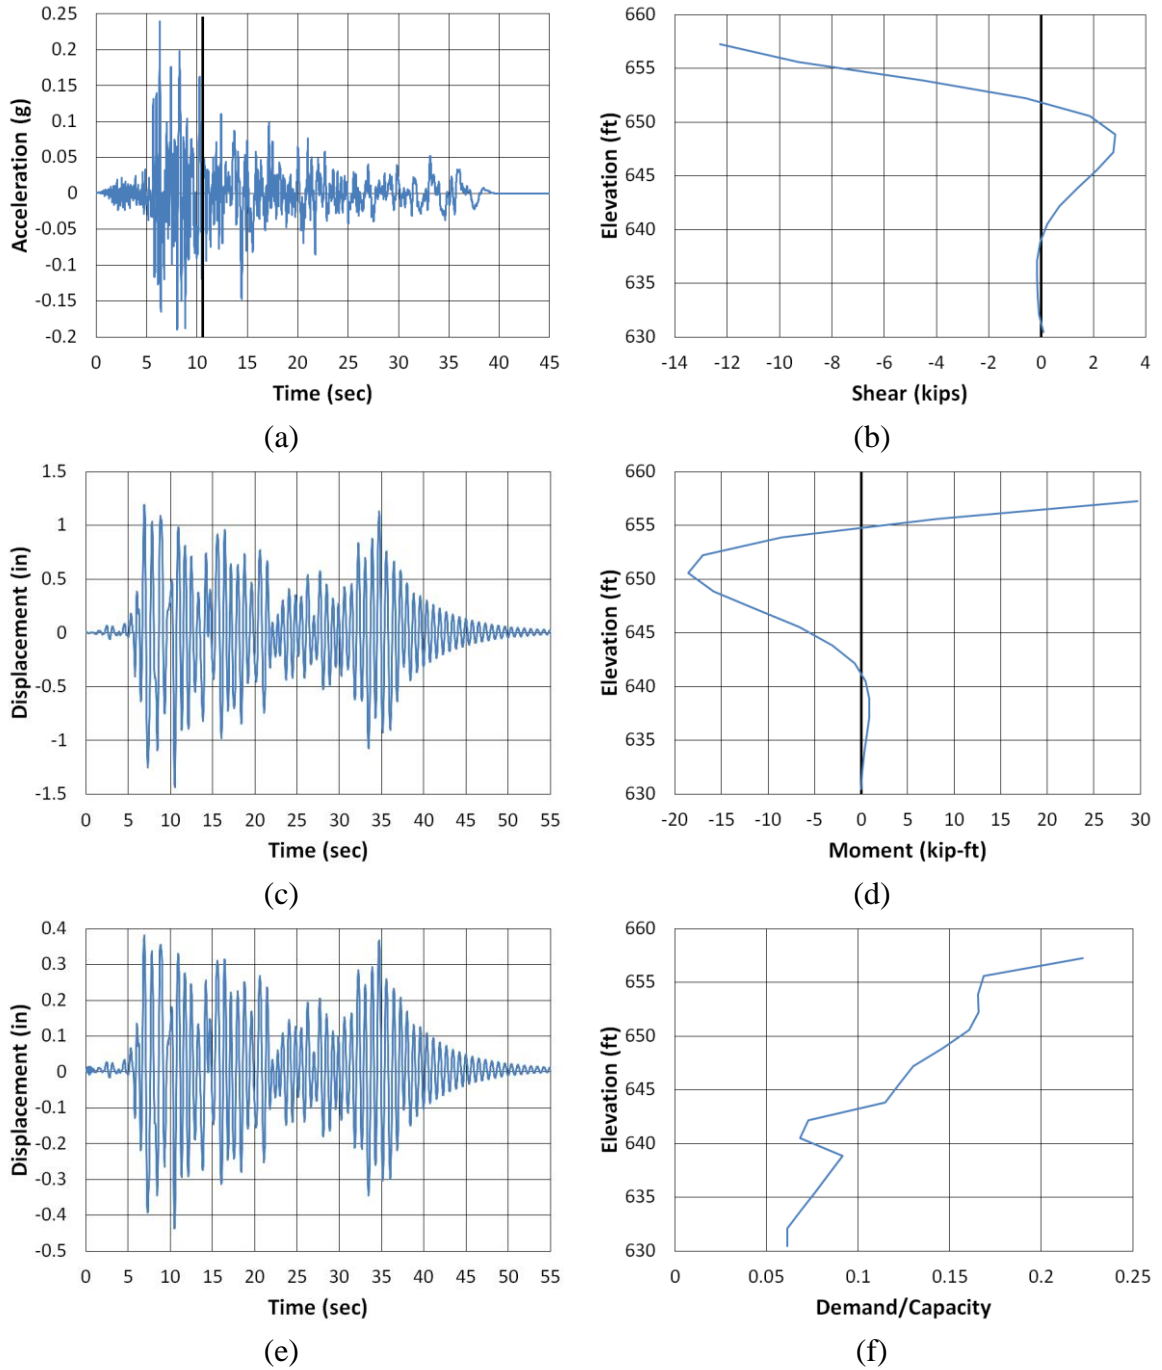 0.25
0.2
0.15
0.1
0.05
0
-0.05
-0.1
-0.15
-0.2
Acceleration (g)
0 5 10 15 20 25 30 35 40 45
Time (sec)
(a)
660
655
650
645
640
635
630
Elevation (ft)
-14 -12 -10 -8 -6 -4 -2 0 2 4
Shear (kips)
(b)
1.5
1
0.5
0
-0.5
-1
-1.5
Displacement (in)
0 5 10 15 20 25 30 35 40 45 50 55
Time (sec)
(c)
660
655
650
645
640
635
630
Elevation (ft)
-20 -15 -10 -5 0 5 10 15 20 25 30
Moment (kip-ft)
(d)
0.4
0.3
0.2
0.1
0
-0.1
-0.2
-0.3
-0.4
-0.5
Displacement (in)
0 5 10 15 20 25 30 35 40 45 50 55
Time (sec)
(e)
660
655
650
645
640
635
630
Elevation (ft)
0 0.05 0.1 0.15 0.2 0.25
Demand/Capacity
(f)